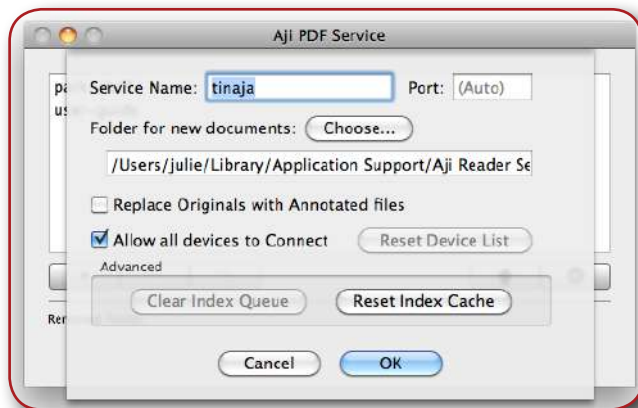 Aji PDF Service
Service Name: tinaja Port: (Auto)
Folder for new documents: Choose...
/Users/julie/Library/Application Support/Aji Reader Se
Replace Originals with Annotated files
Allow all devices to Connect Reset Device List
Advanced
Clear Index Queue Reset Index Cache
Cancel OK